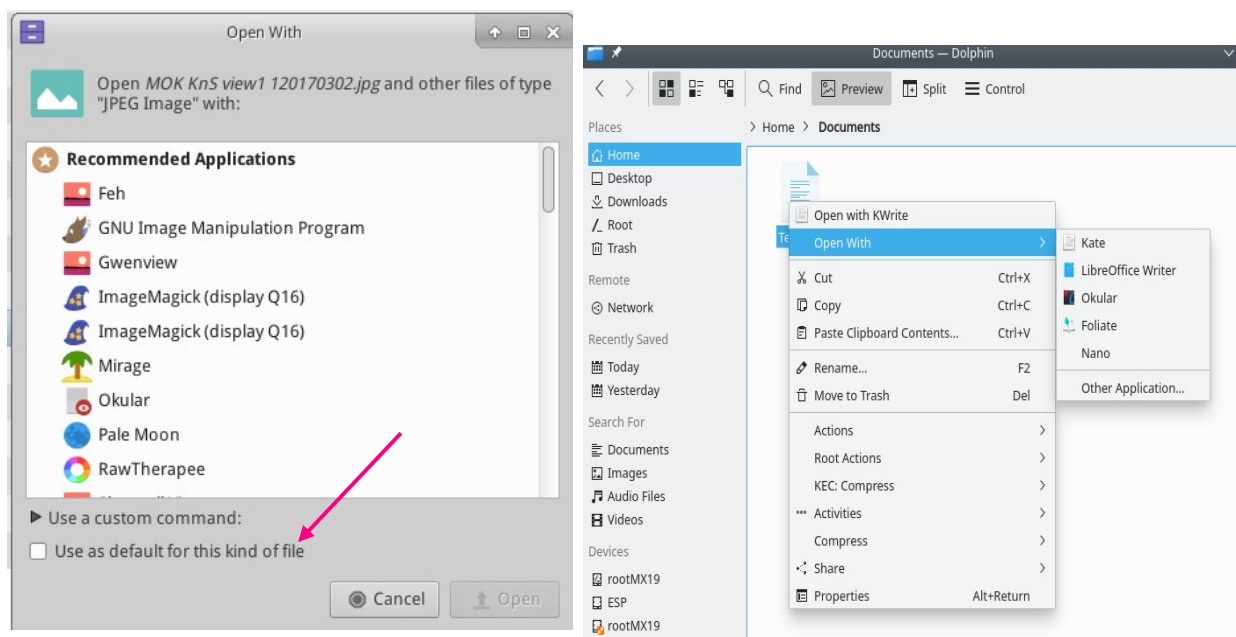 Open With
Open MOK KnS view1 120170302.jpg and other files of type
"JPEG Image" with:
Recommended Applications
Feh
GNU Image Manipulation Program
Gwenview
ImageMagick (display Q16)
ImageMagick (display Q16)
Mirage
Okular
Pale Moon
RawTherapee
Use a custom command:
Use as default for this kind of file
Cancel
Open
Documents — Dolphin
Find
Preview
Split
Control
Places
Home
Desktop
Downloads
Root
Trash
Remote
Network
Recently Saved
Today
Yesterday
Search For
Documents
Images
Audio Files
Videos
Devices
rootMX19
ESP
rootMX19
> Home > Documents
Open with KWrite
Open With
Cut Ctrl+X
Copy Ctrl+C
Paste Clipboard Contents... Ctrl+V
Rename... F2
Move to Trash Del
Actions
Root Actions
KEC: Compress
Activities
Compress
Share
Properties Alt+Return
Kate
LibreOffice Writer
Okular
Foliate
Nano
Other Application...